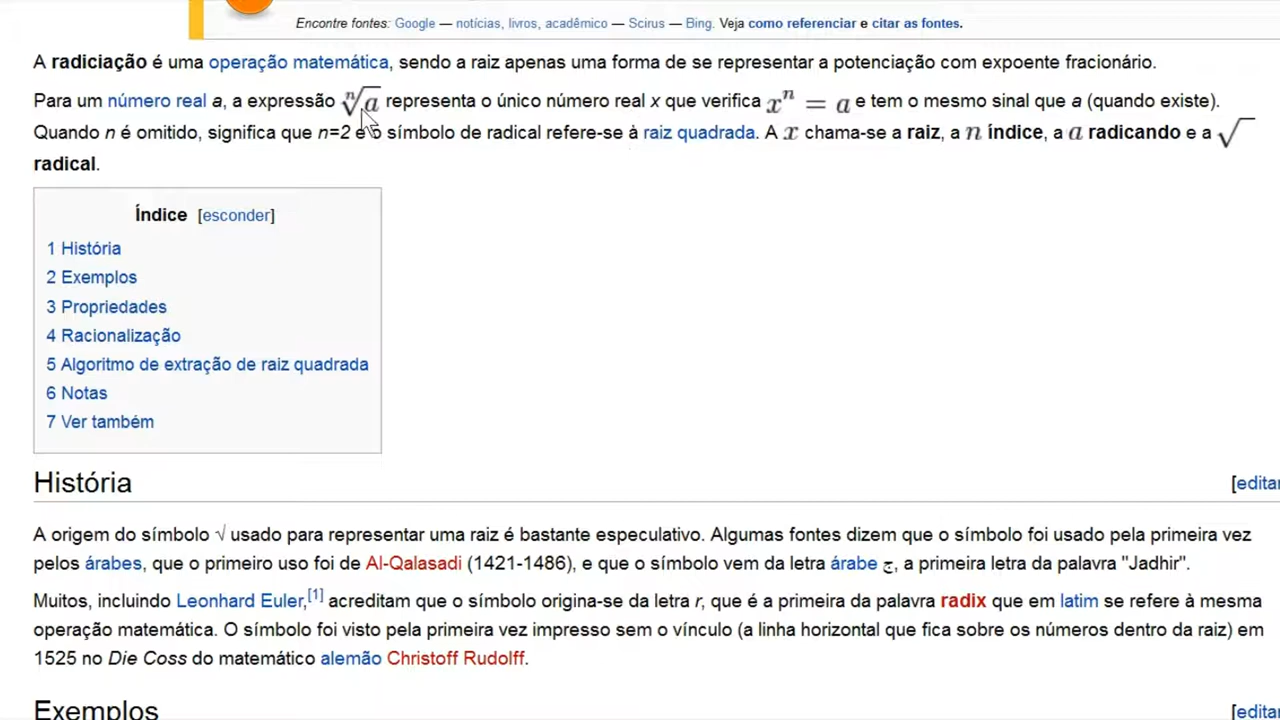 Encontre fontes: Google — notícias, livros, acadêmico — Scirus — Bing. Veja como referenciar e citar as fontes.
A radiciação é uma operação matemática, sendo a raiz apenas uma forma de se representar a potenciação com expoente fracionário.
Para um número real a, a expressão ⁿ√a representa o único número real x que verifica xⁿ = a e tem o mesmo sinal que a (quando existe).
Quando n é omitido, significa que n=2 e o símbolo de radical refere-se à raiz quadrada. A x chama-se a raiz, a n índice, a a radicando e a √
radical.
Índice [esconder]
1 História
2 Exemplos
3 Propriedades
4 Racionalização
5 Algoritmo de extração de raiz quadrada
6 Notas
7 Ver também
História [editar
A origem do símbolo √ usado para representar uma raiz é bastante especulativo. Algumas fontes dizem que o símbolo foi usado pela primeira vez
pelos árabes, que o primeiro uso foi de Al-Qalasadi (1421-1486), e que o símbolo vem da letra árabe ج, a primeira letra da palavra "Jadhir".
Muitos, incluindo Leonhard Euler,[1] acreditam que o símbolo origina-se da letra r, que é a primeira da palavra radix que em latim se refere à mesma
operação matemática. O símbolo foi visto pela primeira vez impresso sem o vínculo (a linha horizontal que fica sobre os números dentro da raiz) em
1525 no Die Coss do matemático alemão Christoff Rudolff.
Exemplos [editar